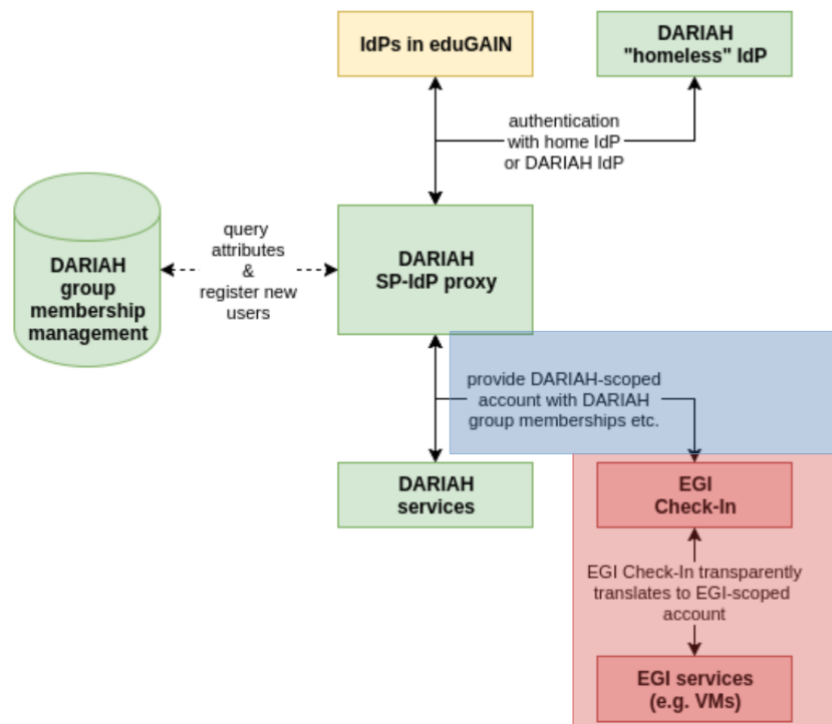 IdPs in eduGAIN
DARIAH
"homeless" IdP
authentication
with home IdP
or DARIAH IdP
DARIAH
group
membership
management
query
attributes
&
register new
users
DARIAH
SP-IdP proxy
provide DARIAH-scoped
account with DARIAH
group memberships etc.
DARIAH
services
EGI
Check-In
EGI Check-In transparently
translates to EGI-scoped
account
EGI services
(e.g. VMs)